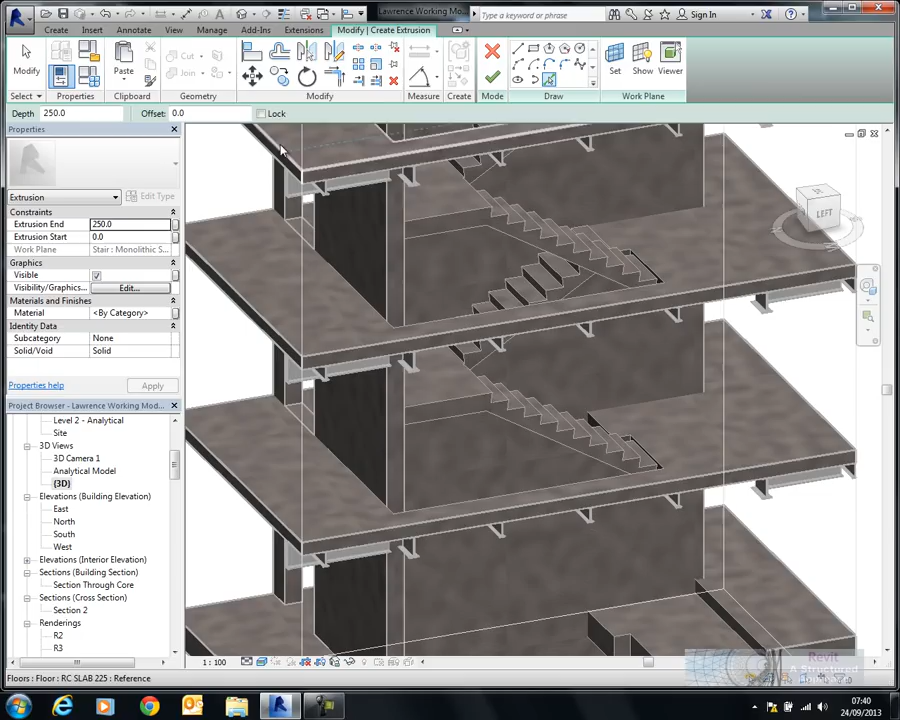 Lawrence Working Mo...
Type a keyword or phrase
Sign In
Create
Insert
Annotate
View
Manage
Add-Ins
Extensions
Modify | Create Extrusion
Modify
Paste
Cut
Join
Set
Show
Viewer
Select
Properties
Clipboard
Geometry
Modify
Measure
Create
Mode
Draw
Work Plane
Depth 250.0
Offset: 0.0
Lock
Properties
Extrusion
Edit Type
Constraints
Extrusion End 250.0
Extrusion Start 0.0
Work Plane Stair : Monolithic S...
Graphics
Visible
Visibility/Graphics... Edit...
Materials and Finishes
Material <By Category>
Identity Data
Subcategory None
Solid/Void Solid
Properties help
Apply
Project Browser - Lawrence Working Mod...
Level 2 - Analytical
Site
3D Views
3D Camera 1
Analytical Model
{3D}
Elevations (Building Elevation)
East
North
South
West
Elevations (Interior Elevation)
Sections (Building Section)
Section Through Core
Sections (Cross Section)
Section 2
Renderings
R2
R3
LEFT
1 : 100
Revit
A Structured
Floors : Floor : RC SLAB 225 : Reference
07:40
24/09/2013